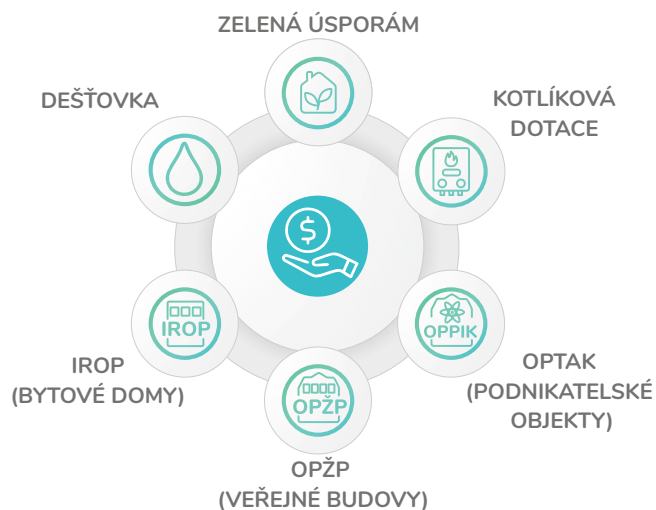 ZELENÁ ÚSPORÁM
DEŠŤOVKA
KOTLÍKOVÁ
DOTACE
$
IROP
OPPIK
IROP
(BYTOVÉ DOMY)
OPTAK
(PODNIKATELSKÉ
OBJEKTY)
OPŽP
OPŽP
(VEŘEJNÉ BUDOVY)